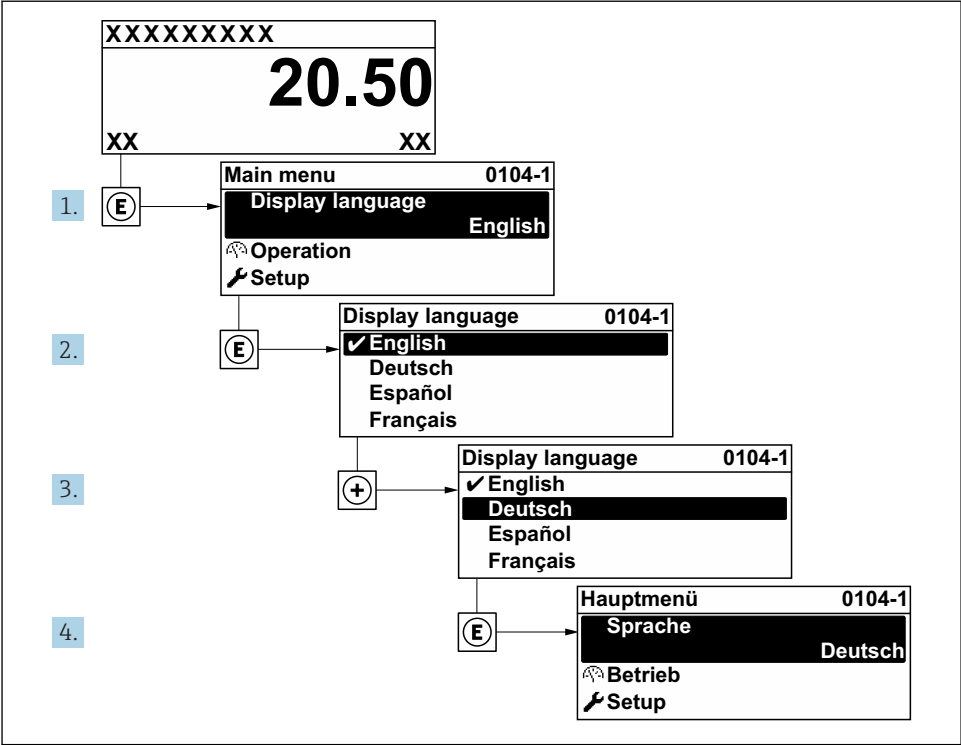 XXXXXXXXX
20.50
XX XX
Main menu 0104-1
1. E Display language
English
Operation
Setup
Display language 0104-1
2. E ✔English
Deutsch
Español
Français
Display language 0104-1
3. + ✔English
Deutsch
Español
Français
Hauptmenü 0104-1
4. E Sprache
Deutsch
Betrieb
Setup